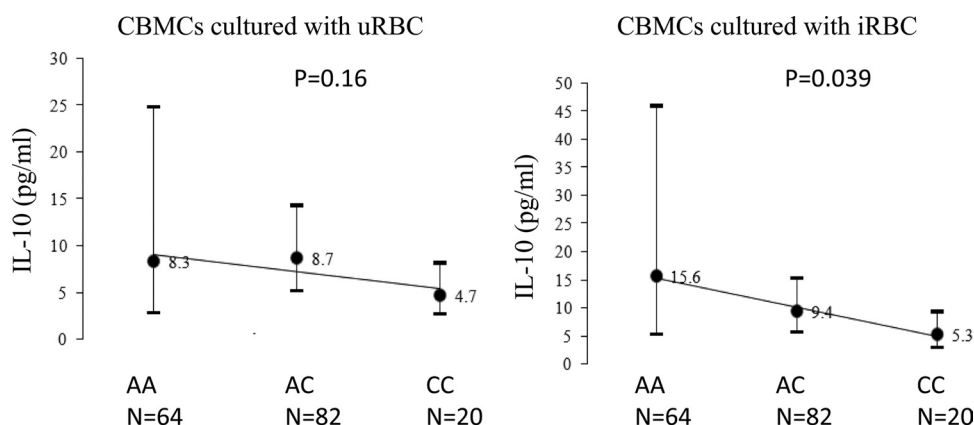 CBMCs cultured with uRBC
P=0.16
IL-10 (pg/ml)
30
25
20
15
10
5
0
8.3
8.7
4.7
AA
N=64
AC
N=82
CC
N=20
CBMCs cultured with iRBC
P=0.039
IL-10 (pg/ml)
50
45
40
35
30
25
20
15
10
5
0
15.6
9.4
5.3
AA
N=64
AC
N=82
CC
N=20